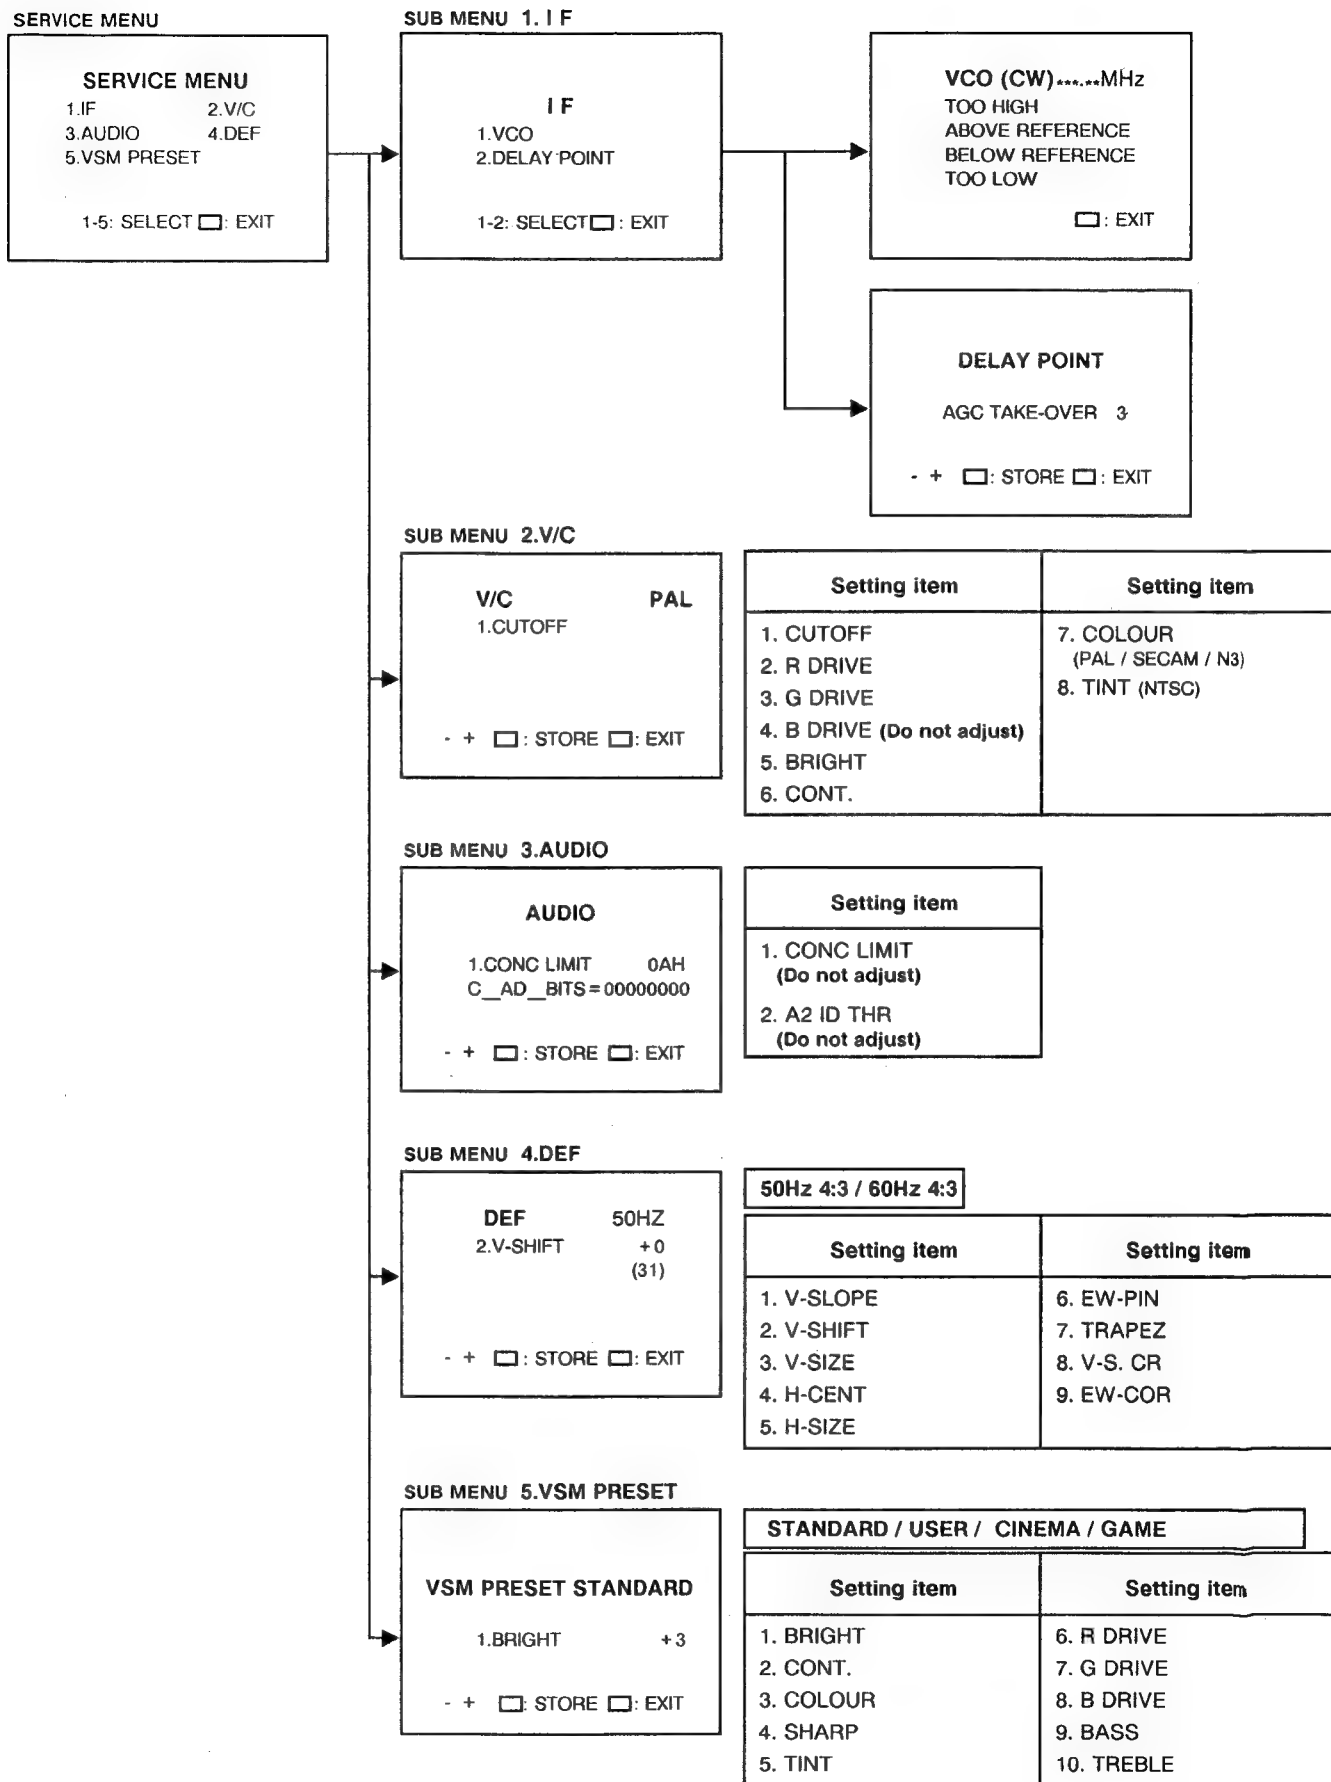 SERVICE MENU
SERVICE MENU
1.IF 2.V/C
3.AUDIO 4.DEF
5.VSM PRESET
1-5: SELECT : EXIT
SUB MENU 1. I F
I F
1.VCO
2.DELAY POINT
1-2: SELECT : EXIT
VCO (CW)***.**MHz
TOO HIGH
ABOVE REFERENCE
BELOW REFERENCE
TOO LOW
: EXIT
DELAY POINT
AGC TAKE-OVER 3
- + : STORE : EXIT
SUB MENU 2.V/C
V/C PAL
1.CUTOFF
- + : STORE : EXIT
Setting item
1. CUTOFF
2. R DRIVE
3. G DRIVE
4. B DRIVE (Do not adjust)
5. BRIGHT
6. CONT.
Setting item
7. COLOUR
(PAL / SECAM / N3)
8. TINT (NTSC)
SUB MENU 3.AUDIO
AUDIO
1.CONC LIMIT 0AH
C__AD__BITS=00000000
- + : STORE : EXIT
Setting item
1. CONC LIMIT
(Do not adjust)
2. A2 ID THR
(Do not adjust)
SUB MENU 4.DEF
DEF 50HZ
2.V-SHIFT +0
(31)
- + : STORE : EXIT
50Hz 4:3 / 60Hz 4:3
Setting item
1. V-SLOPE
2. V-SHIFT
3. V-SIZE
4. H-CENT
5. H-SIZE
Setting item
6. EW-PIN
7. TRAPEZ
8. V-S. CR
9. EW-COR
SUB MENU 5.VSM PRESET
VSM PRESET STANDARD
1.BRIGHT +3
- + : STORE : EXIT
STANDARD / USER / CINEMA / GAME
Setting item
1. BRIGHT
2. CONT.
3. COLOUR
4. SHARP
5. TINT
Setting item
6. R DRIVE
7. G DRIVE
8. B DRIVE
9. BASS
10. TREBLE